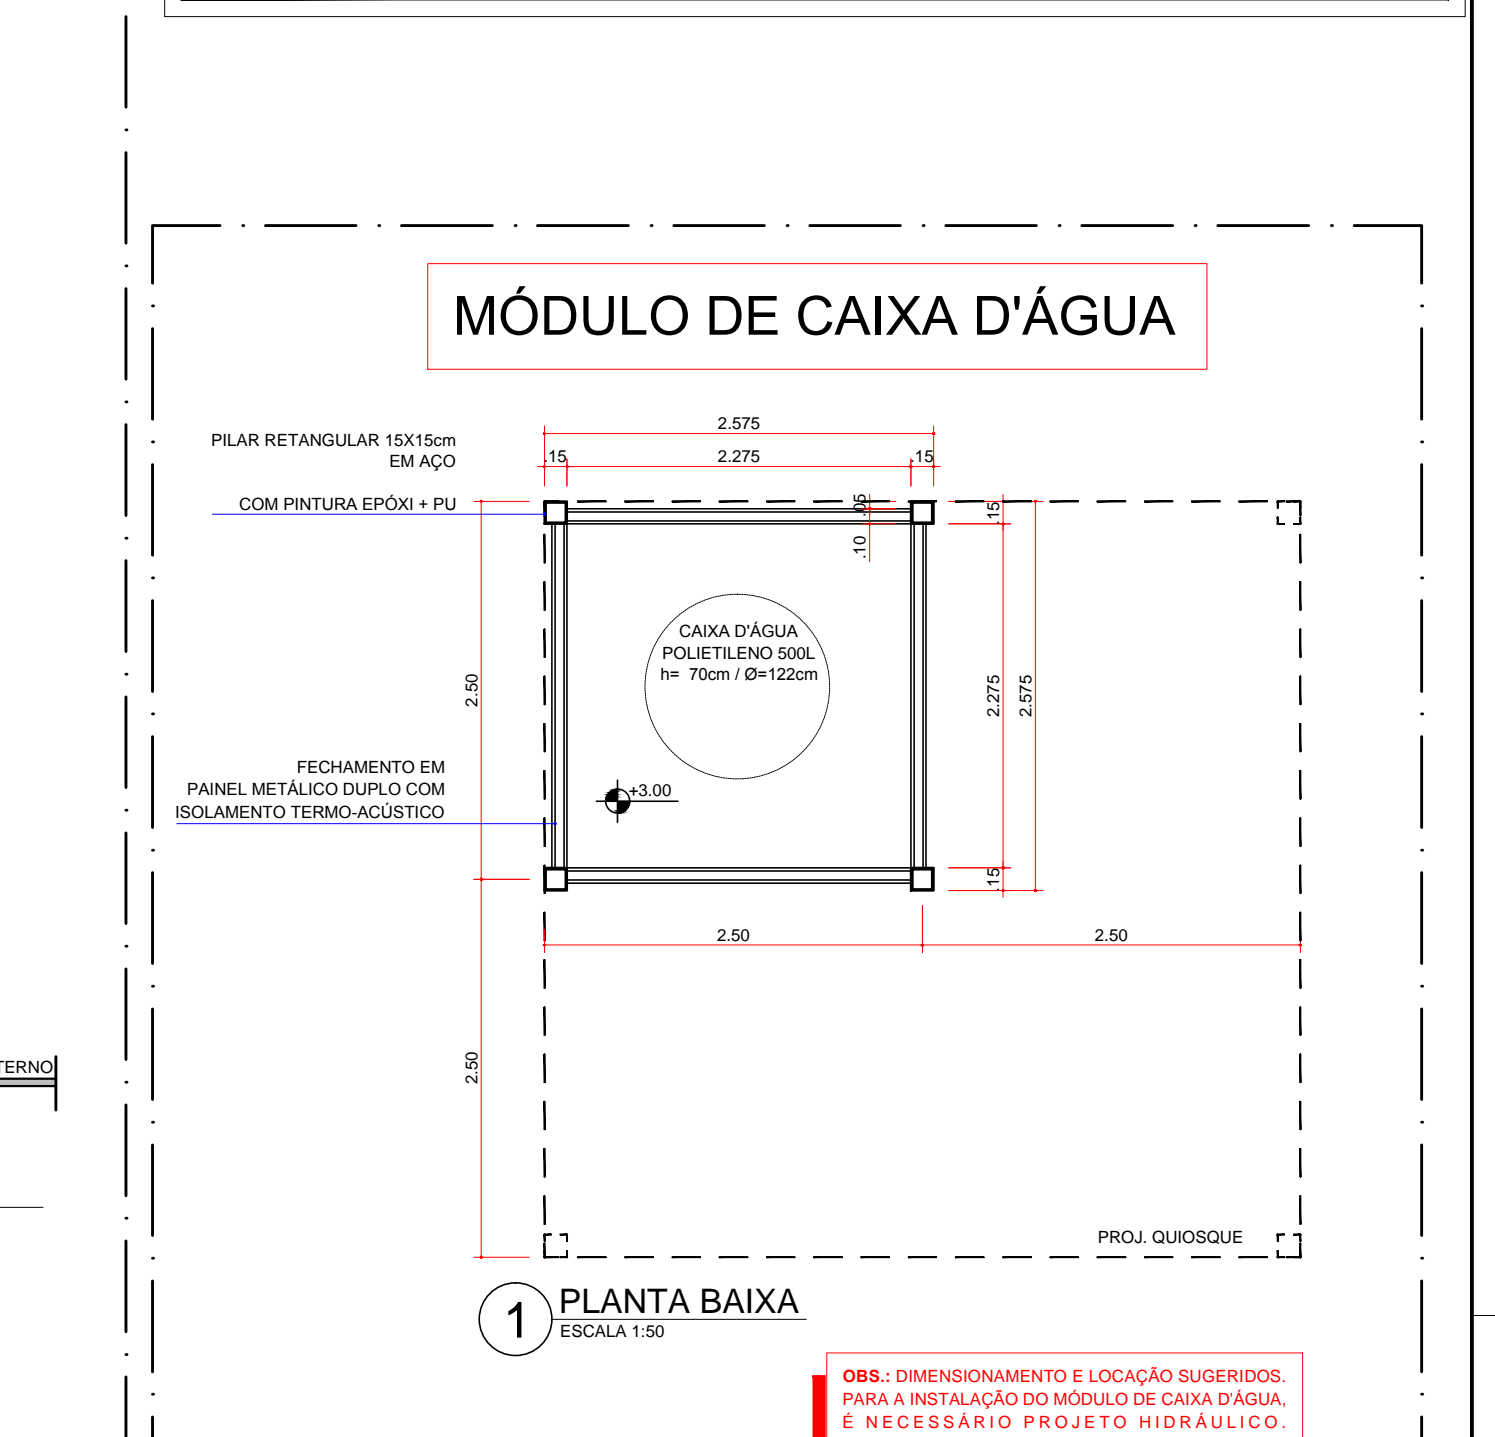 MÓDULO DE CAIXA D'ÁGUA
2.575
.15
2.275
.15
PILAR RETANGULAR 15X15cm
EM AÇO
COM PINTURA EPÓXI + PU
.05
.10
.15
CAIXA D'ÁGUA
POLIETILENO 500L
h= 70cm / Ø=122cm
2.50
2.275
2.575
FECHAMENTO EM
PAINEL METÁLICO DUPLO COM
ISOLAMENTO TERMO-ACÚSTICO
+3.00
.15
2.50
2.50
2.50
TERNO
PROJ. QUIOSQUE
1
PLANTA BAIXA
ESCALA 1:50
OBS.: DIMENSIONAMENTO E LOCAÇÃO SUGERIDOS.
PARA A INSTALAÇÃO DO MÓDULO DE CAIXA D'ÁGUA,
É NECESSÁRIO PROJETO HIDRÁULICO.